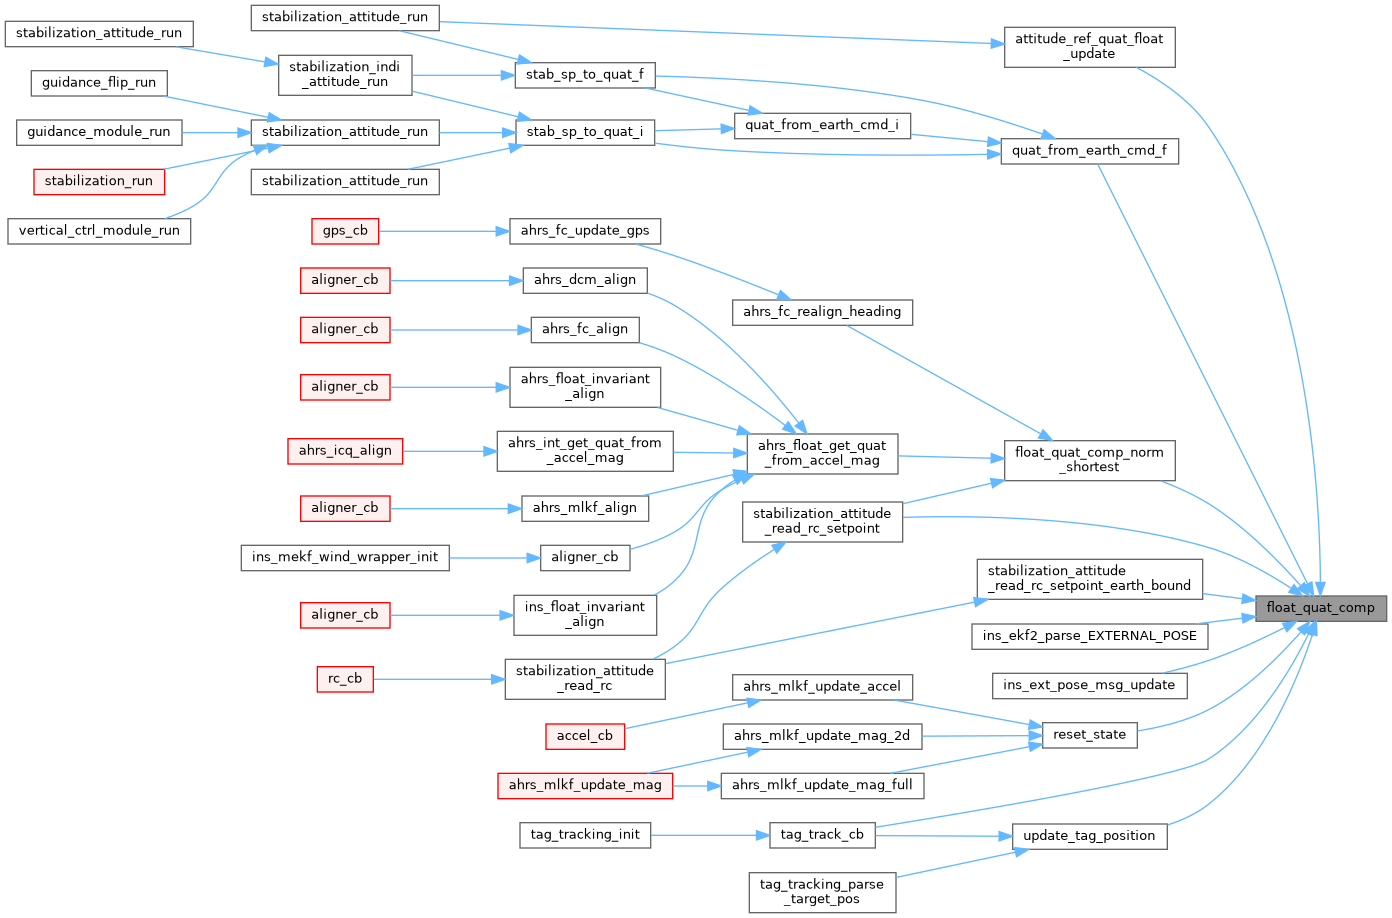 stabilization_attitude_run
stabilization_attitude_run
attitude_ref_quat_float
_update
stabilization_indi
_attitude_run
stab_sp_to_quat_f
guidance_flip_run
guidance_module_run
stabilization_attitude_run
stab_sp_to_quat_i
quat_from_earth_cmd_i
quat_from_earth_cmd_f
stabilization_run
stabilization_attitude_run
vertical_ctrl_module_run
gps_cb
ahrs_fc_update_gps
aligner_cb
ahrs_dcm_align
ahrs_fc_realign_heading
aligner_cb
ahrs_fc_align
aligner_cb
ahrs_float_invariant
_align
ahrs_icq_align
ahrs_int_get_quat_from
_accel_mag
ahrs_float_get_quat
_from_accel_mag
float_quat_comp_norm
_shortest
aligner_cb
ahrs_mlkf_align
stabilization_attitude
_read_rc_setpoint
ins_mekf_wind_wrapper_init
aligner_cb
stabilization_attitude
_read_rc_setpoint_earth_bound
float_quat_comp
aligner_cb
ins_float_invariant
_align
ins_ekf2_parse_EXTERNAL_POSE
rc_cb
stabilization_attitude
_read_rc
ins_ext_pose_msg_update
ahrs_mlkf_update_accel
accel_cb
ahrs_mlkf_update_mag_2d
reset_state
ahrs_mlkf_update_mag
ahrs_mlkf_update_mag_full
tag_tracking_init
tag_track_cb
update_tag_position
tag_tracking_parse
_target_pos